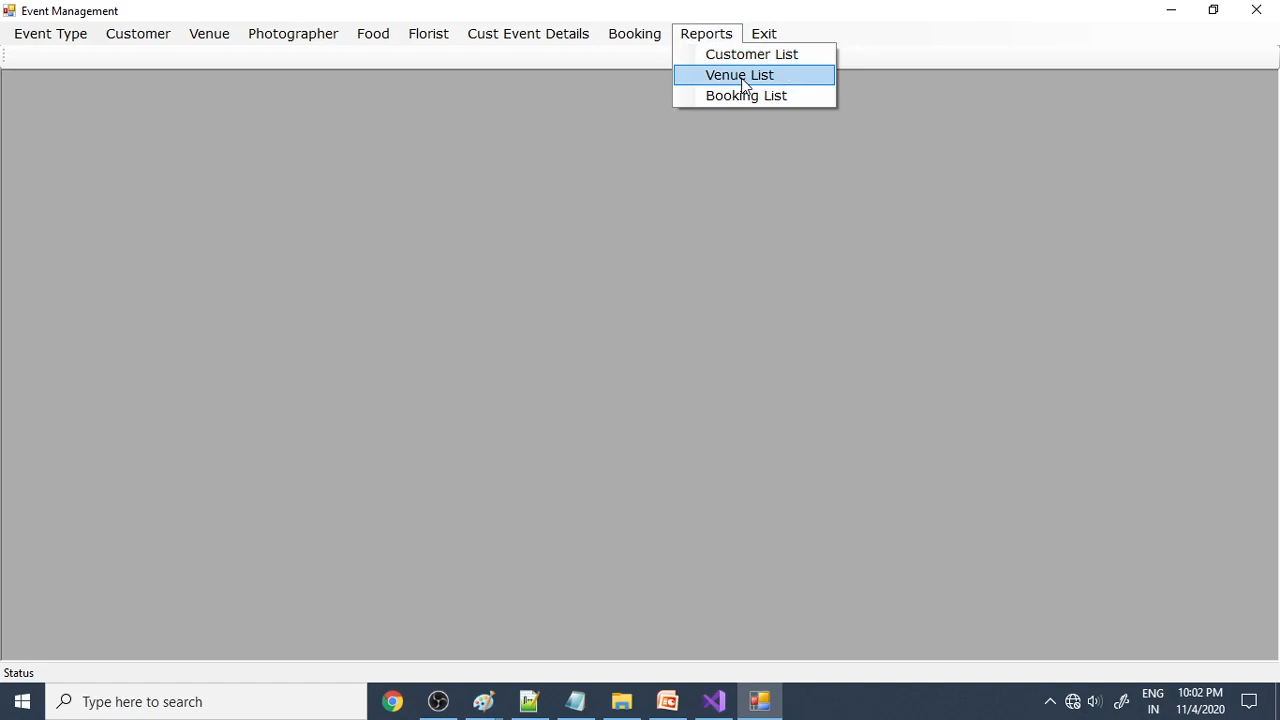 Event Management
Event Type Customer Venue Photographer Food Florist Cust Event Details Booking Reports Exit
Customer List
Venue List
Booking List
Status
Type here to search
ENG
IN
10:02 PM
11/4/2020